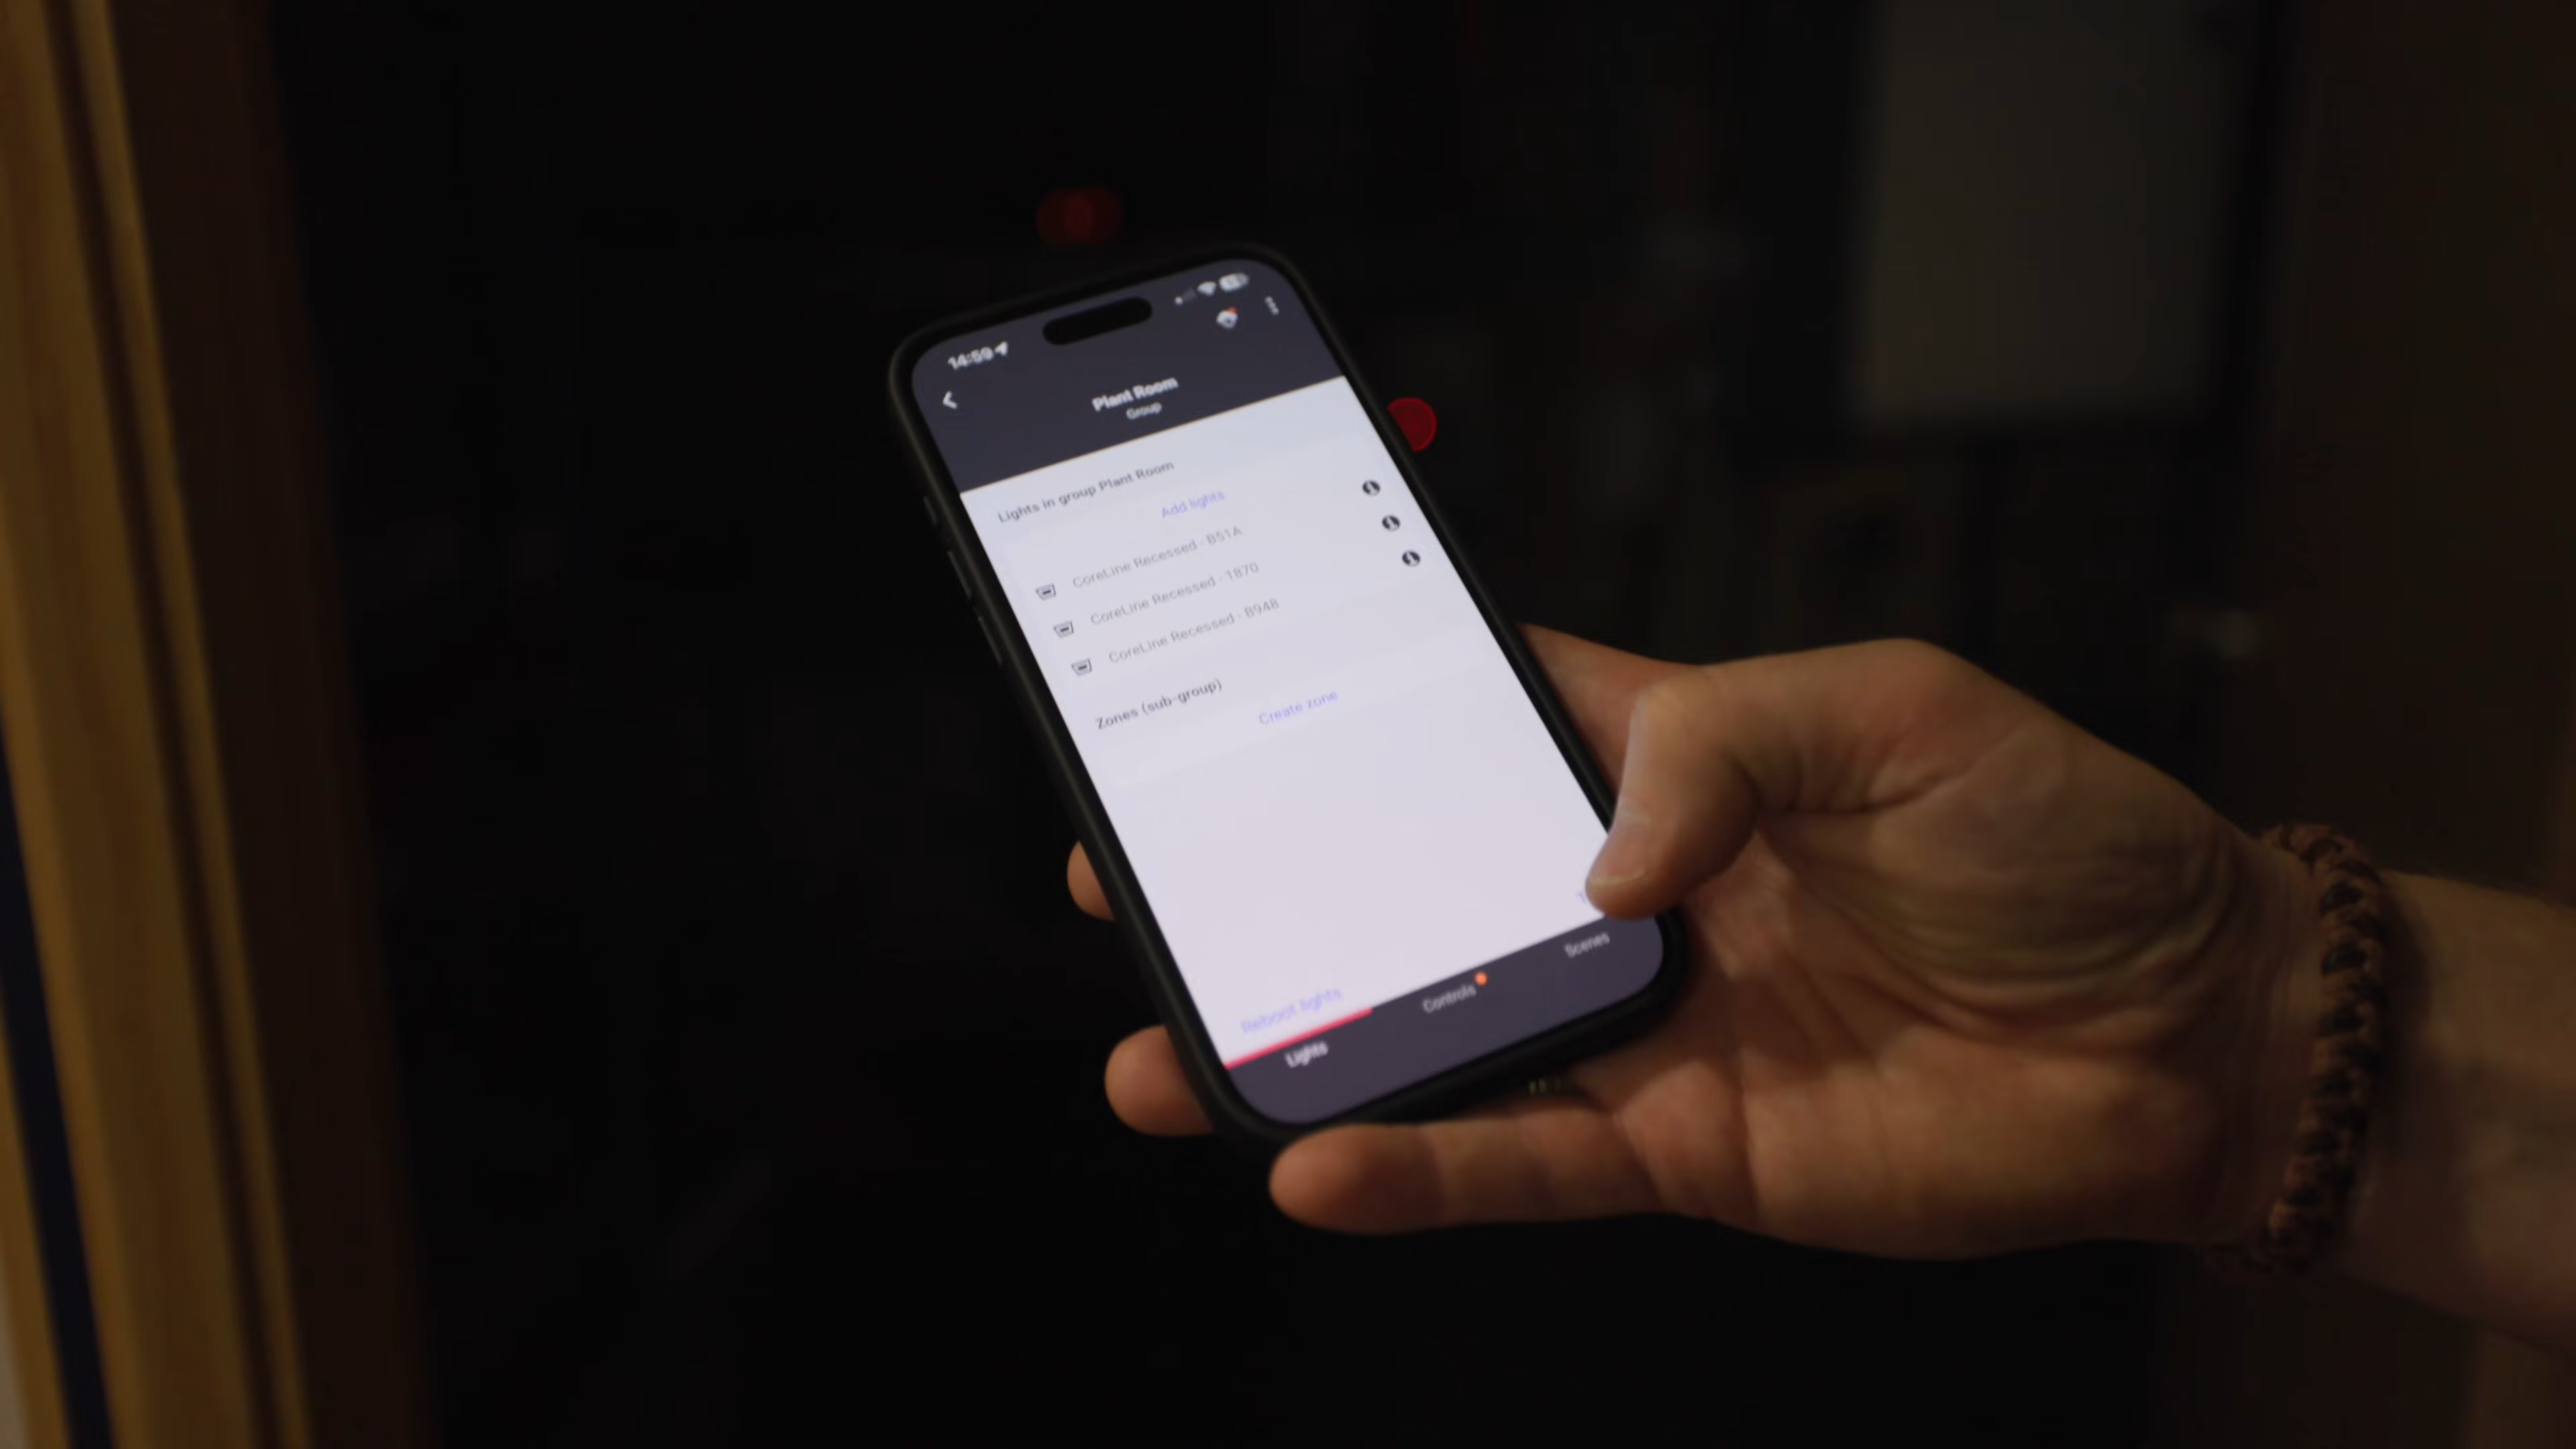 14:59
Plant Room
Group
Lights in group Plant Room
Add lights
CoreLine Recessed - B51A
CoreLine Recessed - 1870
CoreLine Recessed - B94B
Zones (sub-group)
Create zone
Reboot lights
Lights
Controls
Scenes